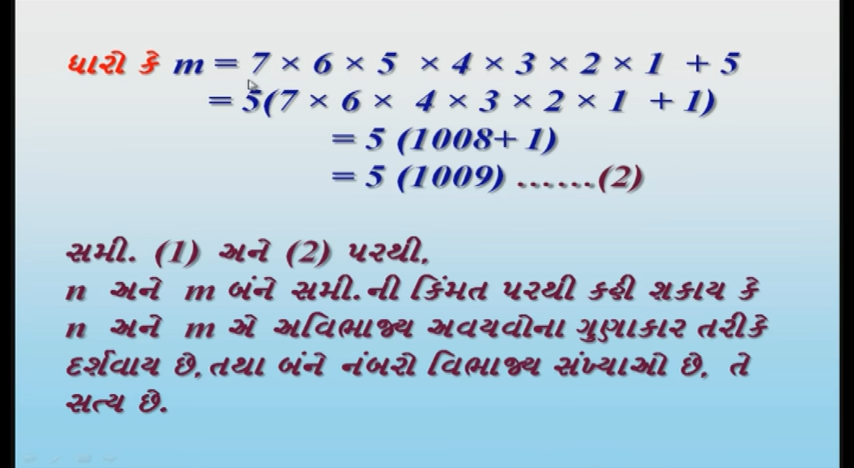 ધારો કે m = 7 × 6 × 5 × 4 × 3 × 2 × 1 + 5
= 5(7 × 6 × 4 × 3 × 2 × 1 + 1)
= 5 (1008+ 1)
= 5 (1009) ……(2)
સમી. (1) અને (2) પરથી,
n અને m બંને સમી.ની કિંમત પરથી કહી શકાય કે
n અને m એ અવિભાજ્ય અવયવોના ગુણાકાર તરીકે
દર્શવાય છે. તથા બંને નંબરો વિભાજ્ય સંખ્યાઓ છે, તે
સત્ય છે.